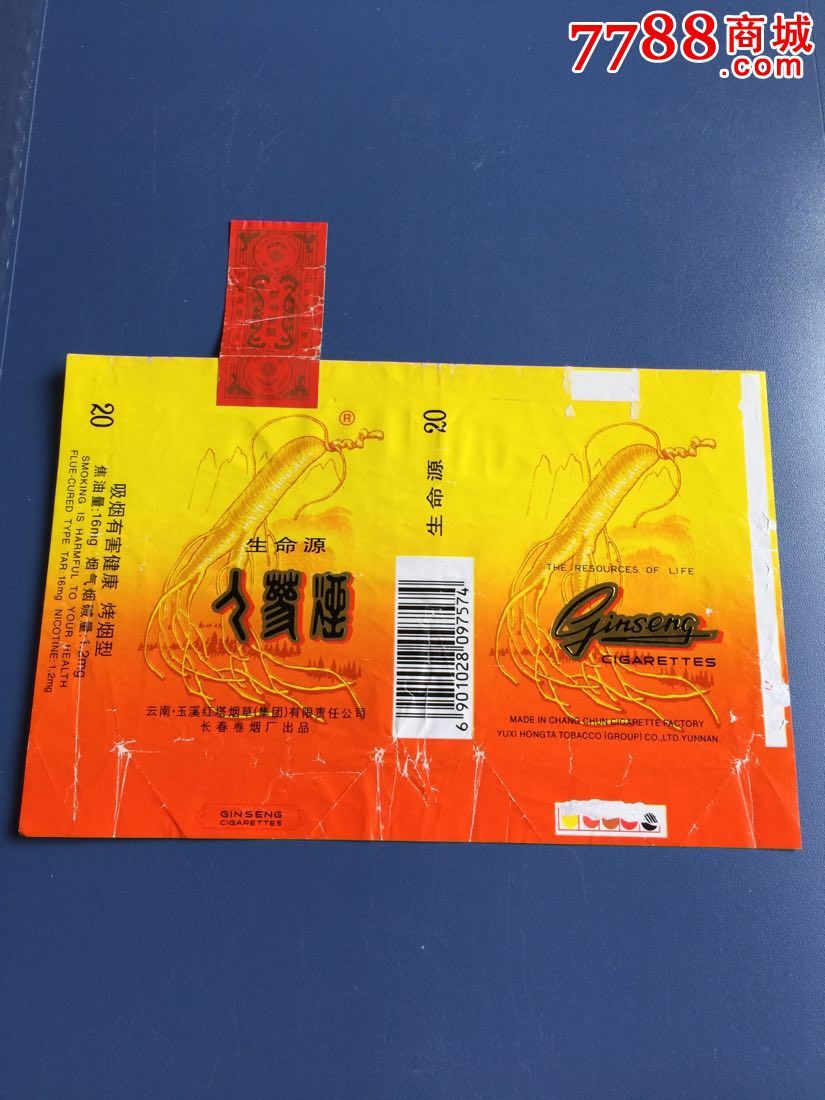 7788商城
.com
20
吸烟有害健康 烤烟型
焦油量:16mg 烟气烟碱量:1.2mg
SMOKING IS HARMFUL TO YOUR HEALTH
FLUE-CURED TYPE TAR:16mg NICOTINE:1.2mg
®
生命源
人参烟
云南·玉溪红塔烟草(集团)有限责任公司
长春卷烟厂出品
GINSENG
CIGARETTES
20
生命源
6 901028 097574
THE RESOURCES OF LIFE
Ginseng
CIGARETTES
MADE IN CHANG CHUN CIGARETTE FACTORY
YUXI HONGTA TOBACCO (GROUP) CO.,LTD.YUNNAN.